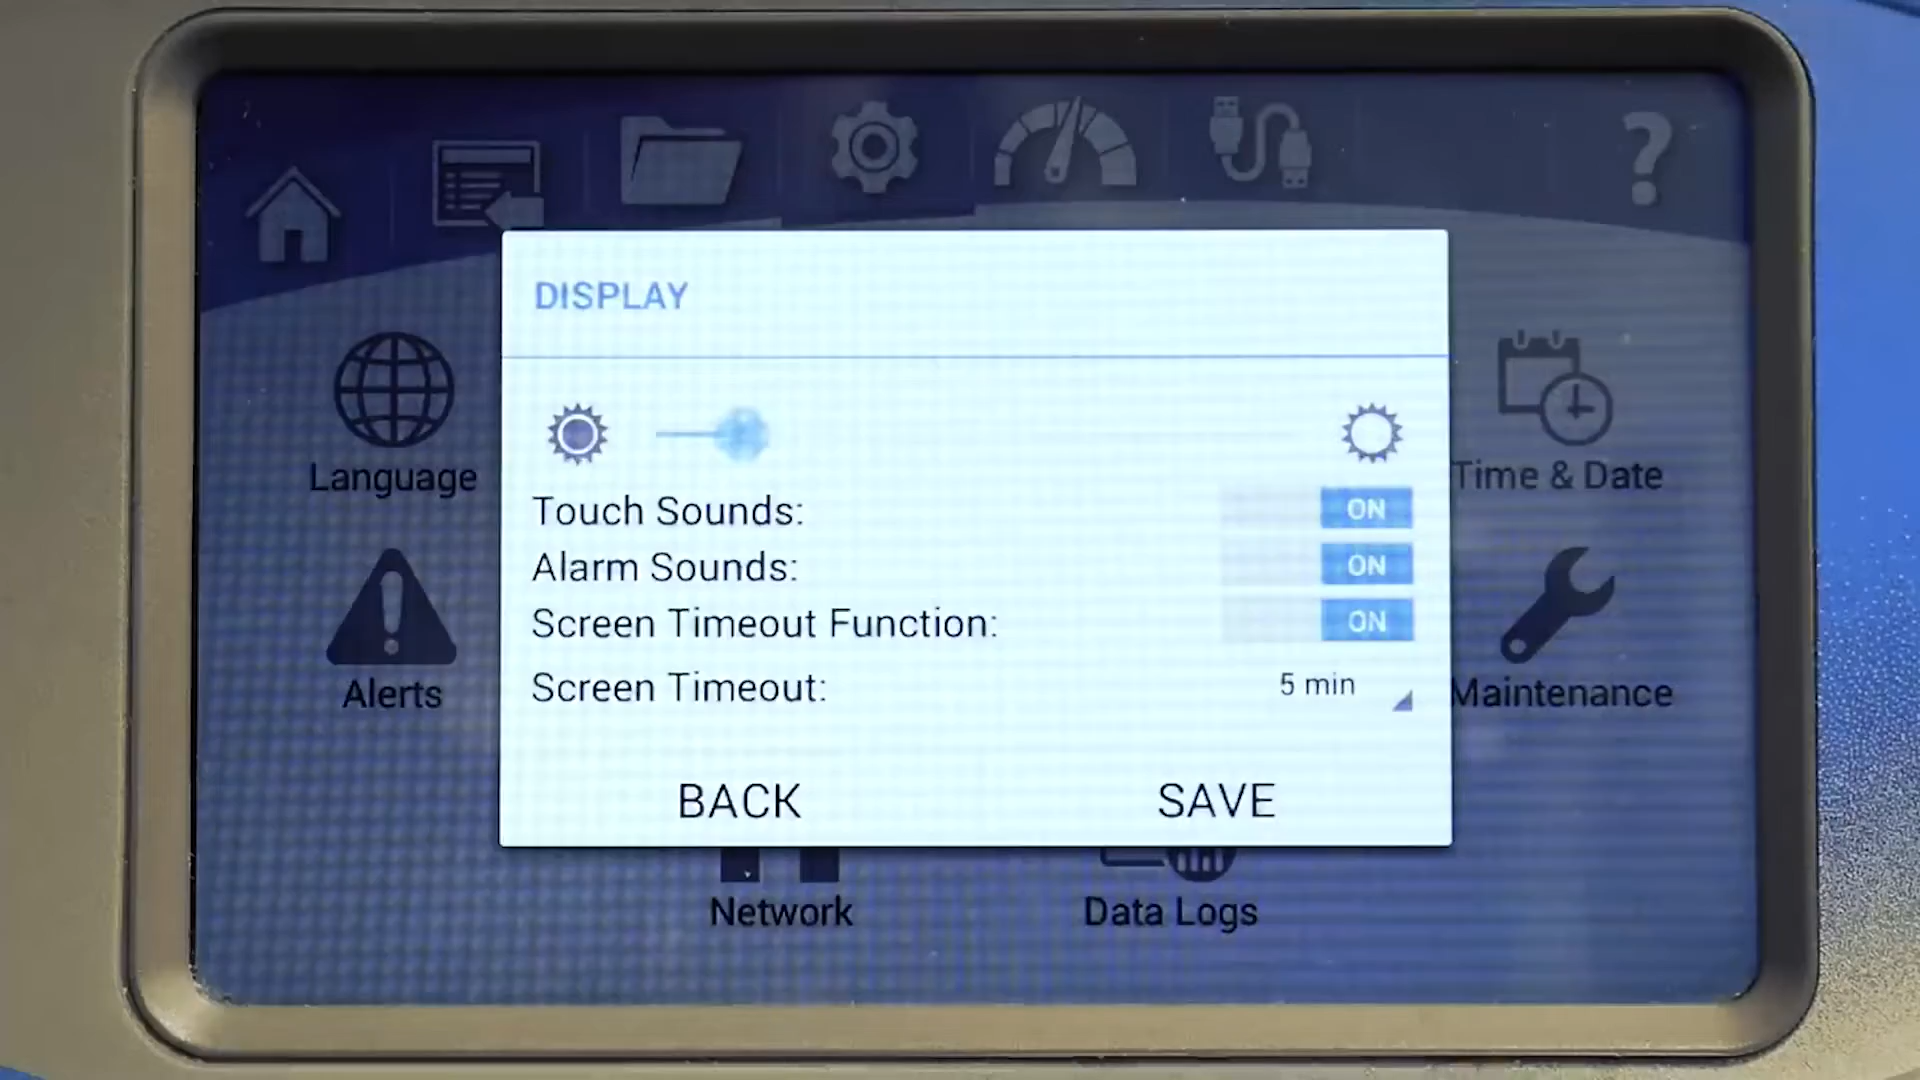 DISPLAY
Language
Time & Date
Touch Sounds: ON
Alarm Sounds: ON
Screen Timeout Function: ON
Screen Timeout: 5 min
Alerts
Maintenance
BACK SAVE
Network Data Logs